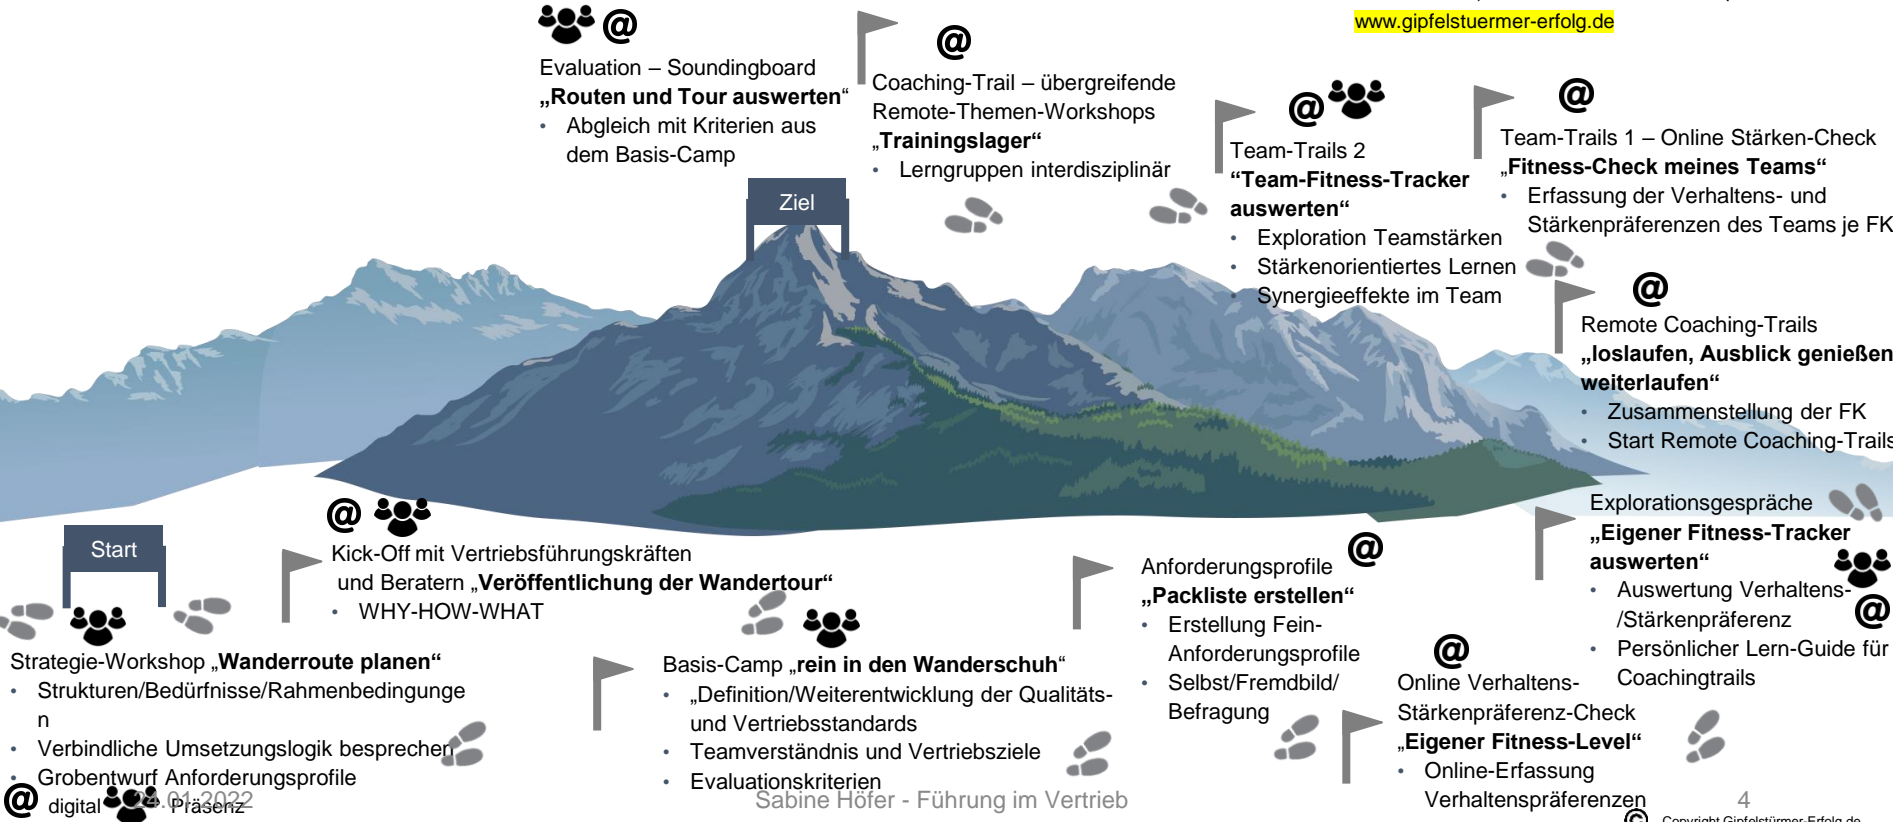 www.gipfelstuermer-erfolg.de
@
Evaluation – Soundingboard
„Routen und Tour auswerten“
• Abgleich mit Kriterien aus
dem Basis-Camp
@
Coaching-Trail – übergreifende
Remote-Themen-Workshops
„Trainingslager“
• Lerngruppen interdisziplinär
@
Team-Trails 2
“Team-Fitness-Tracker
auswerten“
• Exploration Teamstärken
• Stärkenorientiertes Lernen
• Synergieeffekte im Team
@
Team-Trails 1 – Online Stärken-Check
„Fitness-Check meines Teams“
• Erfassung der Verhaltens- und
Stärkenpräferenzen des Teams je FK
Ziel
@
Remote Coaching-Trails
„loslaufen, Ausblick genießen
weiterlaufen“
• Zusammenstellung der FK
• Start Remote Coaching-Trails
Explorationsgespräche
„Eigener Fitness-Tracker
auswerten“
• Auswertung Verhaltens-
/Stärkenpräferenz
• Persönlicher Lern-Guide für
Coachingtrails
@
Start
@
Kick-Off mit Vertriebsführungskräften
und Beratern „Veröffentlichung der Wandertour“
• WHY-HOW-WHAT
Strategie-Workshop „Wanderroute planen“
• Strukturen/Bedürfnisse/Rahmenbedingunge
n
• Verbindliche Umsetzungslogik besprechen
• Grobentwurf Anforderungsprofile
Basis-Camp „rein in den Wanderschuh“
• „Definition/Weiterentwicklung der Qualitäts-
und Vertriebsstandards
• Teamverständnis und Vertriebsziele
• Evaluationskriterien
@
Anforderungsprofile
„Packliste erstellen“
• Erstellung Fein-
Anforderungsprofile
• Selbst/Fremdbild/
Befragung
@
Online Verhaltens-
Stärkenpräferenz-Check
„Eigener Fitness-Level“
• Online-Erfassung
Verhaltenspräferenzen
@ digital Präsenz
24.01.2022
Sabine Höfer - Führung im Vertrieb
4
© Copyright Gipfelstürmer-Erfolg.de